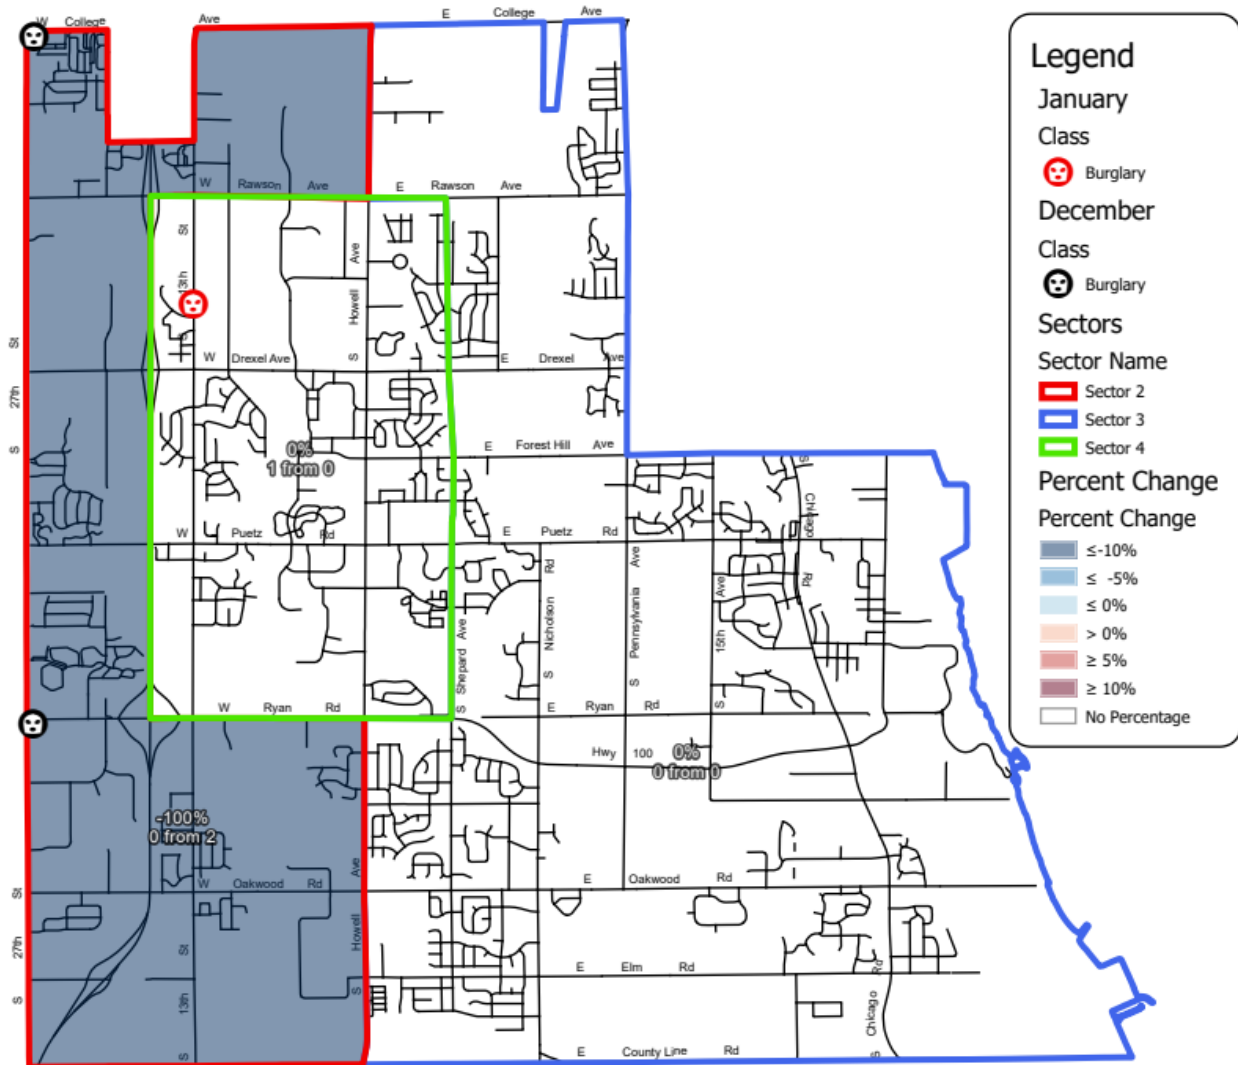 W College Ave
E College Ave
Legend
January
Class
Burglary
December
Class
Burglary
Sectors
Sector Name
Sector 2
Sector 3
Sector 4
Percent Change
Percent Change
≤-10%
≤ -5%
≤ 0%
> 0%
≥ 5%
≥ 10%
No Percentage
W Rawson Ave
E Rawson Ave
S 13th St
S Howell Ave
S 27th St
W Drexel Ave
E Drexel Ave
0%
1 from 0
E Forest Hill Ave
S Chicago Rd
W Puetz Rd
E Puetz Rd
S Nicholson Rd
S Pennsylvania Ave
S 15th Ave
S Shepard Ave
W Ryan Rd
E Ryan Rd
Hwy 100
0%
0 from 0
-100%
0 from 2
W Oakwood Rd
E Oakwood Rd
S 27th St
S 13th St
S Howell Ave
E Elm Rd
S Chicago Rd
E County Line Rd